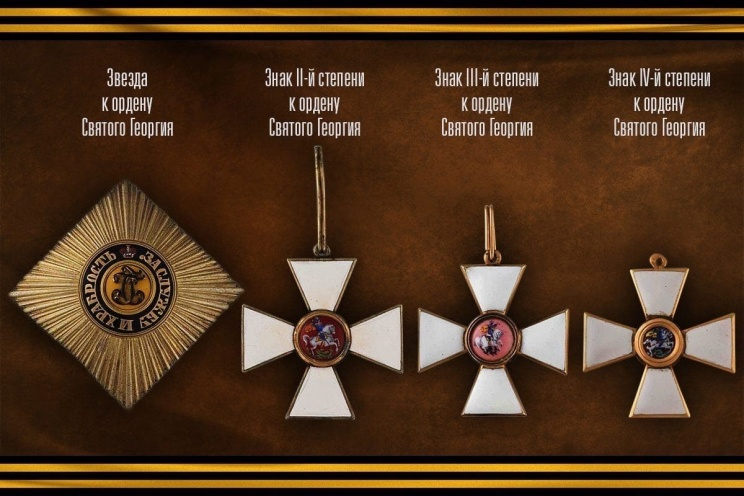 Звезда
к ордену
Святого Георгия
Знак II-й степени
к ордену
Святого Георгия
Знак III-й степени
к ордену
Святого Георгия
Знак IV-й степени
к ордену
Святого Георгия
ЗА СЛУЖБУ И ХРАБРОСТЬ